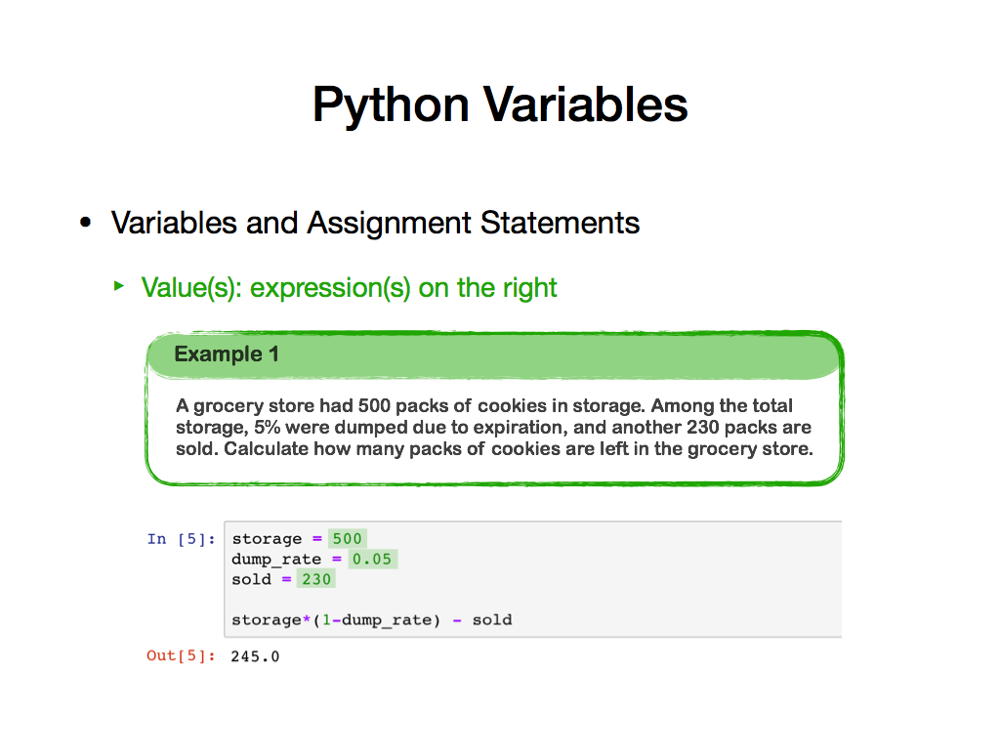 Python Variables
• Variables and Assignment Statements
▸ Value(s): expression(s) on the right
Example 1
A grocery store had 500 packs of cookies in storage. Among the total
storage, 5% were dumped due to expiration, and another 230 packs are
sold. Calculate how many packs of cookies are left in the grocery store.
In [5]: storage = 500
dump_rate = 0.05
sold = 230
storage*(1-dump_rate) - sold
Out[5]: 245.0